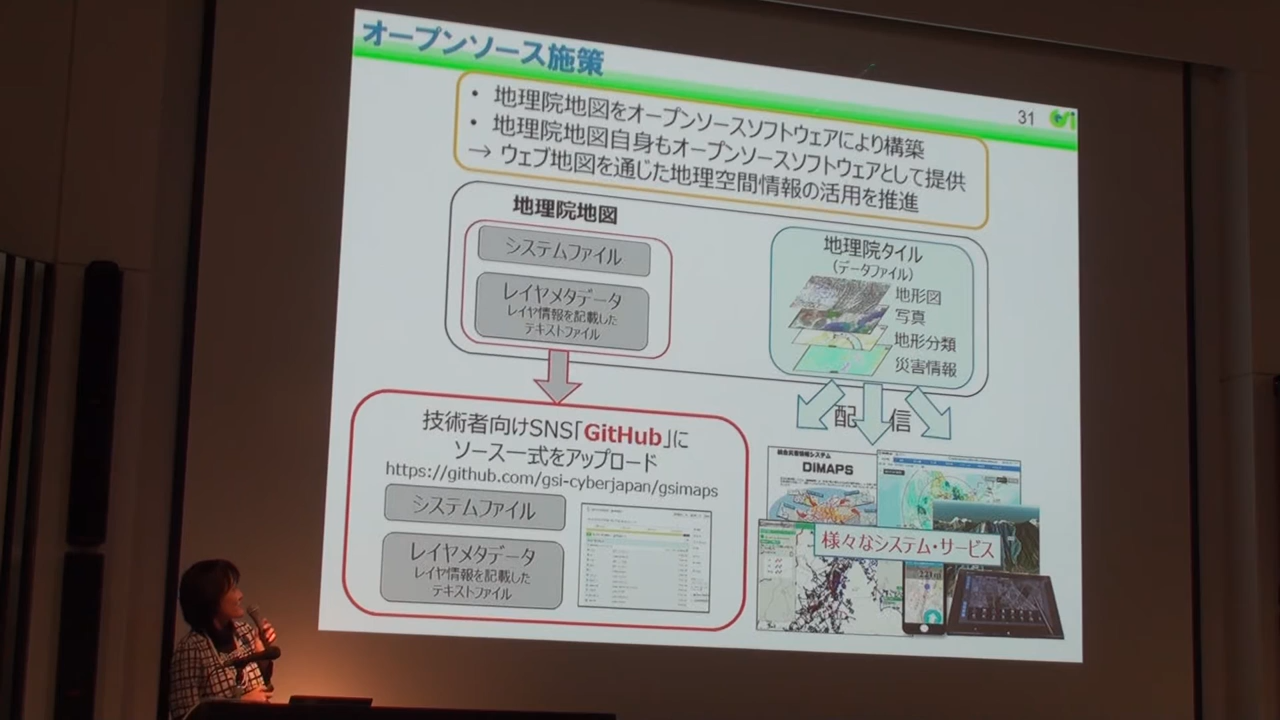 オープンソース施策
31
・ 地理院地図をオープンソースソフトウェアにより構築
・ 地理院地図自身もオープンソースソフトウェアとして提供
→ ウェブ地図を通じた地理空間情報の活用を推進
地理院地図
システムファイル
レイヤメタデータ
レイヤ情報を記載した
テキストファイル
地理院タイル
(データファイル)
地形図
写真
地形分類
災害情報
配信
技術者向けSNS「GitHub」に
ソース一式をアップロード
https://github.com/gsi-cyberjapan/gsimaps
システムファイル
レイヤメタデータ
レイヤ情報を記載した
テキストファイル
総合災害情報システム
DIMAPS
様々なシステム・サービス